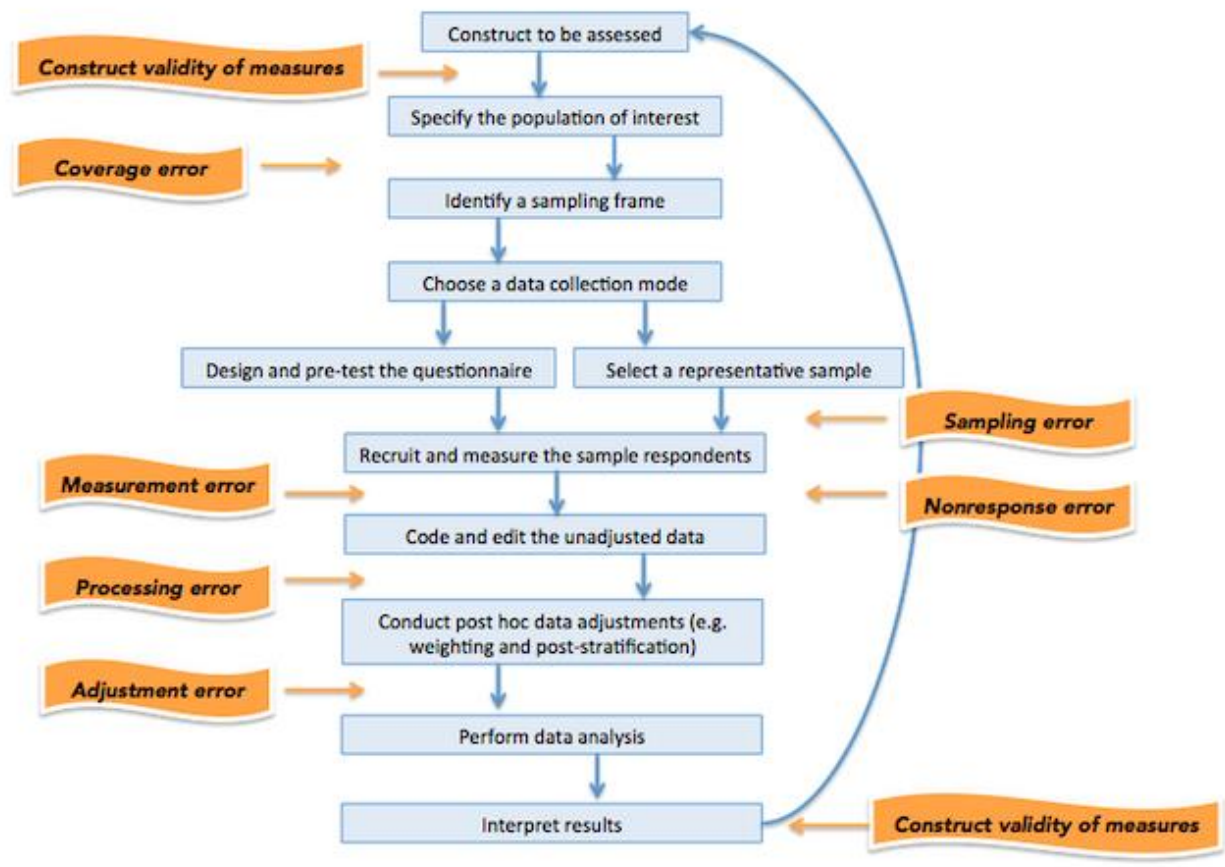 Construct to be assessed
Construct validity of measures
Specify the population of interest
Coverage error
Identify a sampling frame
Choose a data collection mode
Design and pre-test the questionnaire
Select a representative sample
Sampling error
Recruit and measure the sample respondents
Measurement error
Nonresponse error
Code and edit the unadjusted data
Processing error
Conduct post hoc data adjustments (e.g.
weighting and post-stratification)
Adjustment error
Perform data analysis
Interpret results
Construct validity of measures